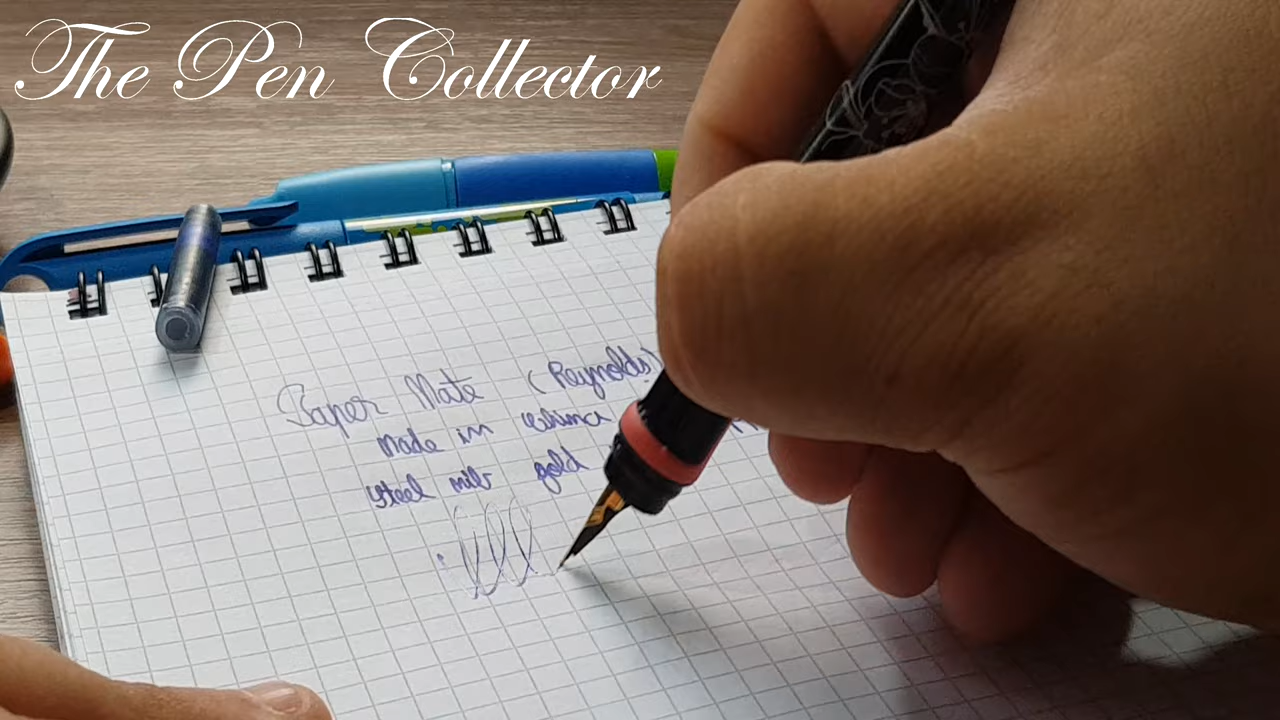 The Pen Collector
Paper Mate (Reynolds)
made in china
steel nib gold